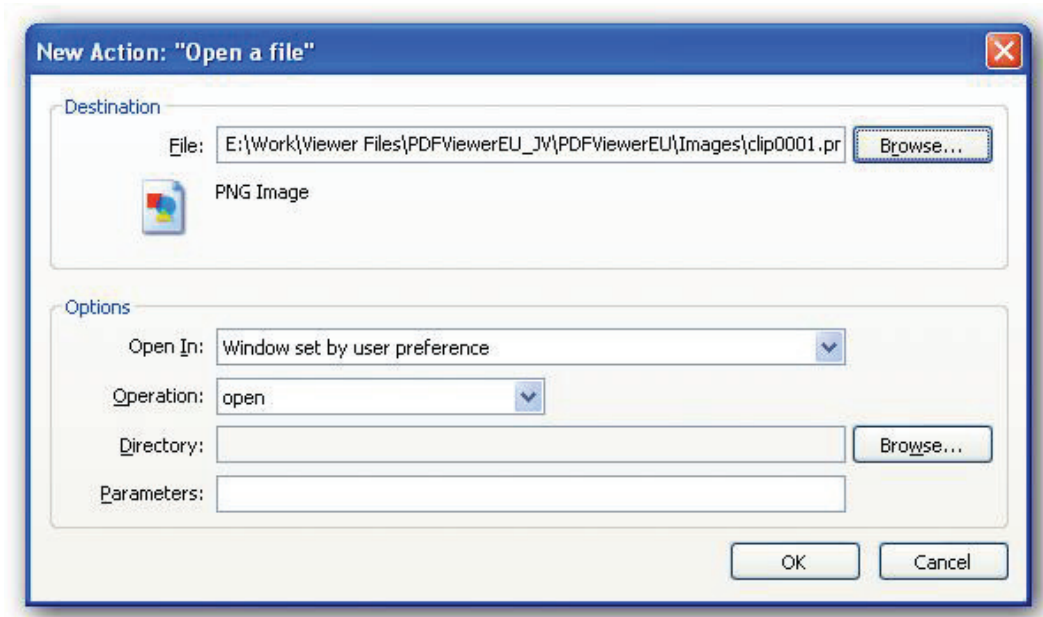 New Action: "Open a file"
Destination
File: E:\Work\Viewer Files\PDFViewerEU_JV\PDFViewerEU\Images\clip0001.pr Browse...
PNG Image
Options
Open In: Window set by user preference
Operation: open
Directory: Browse...
Parameters:
OK Cancel